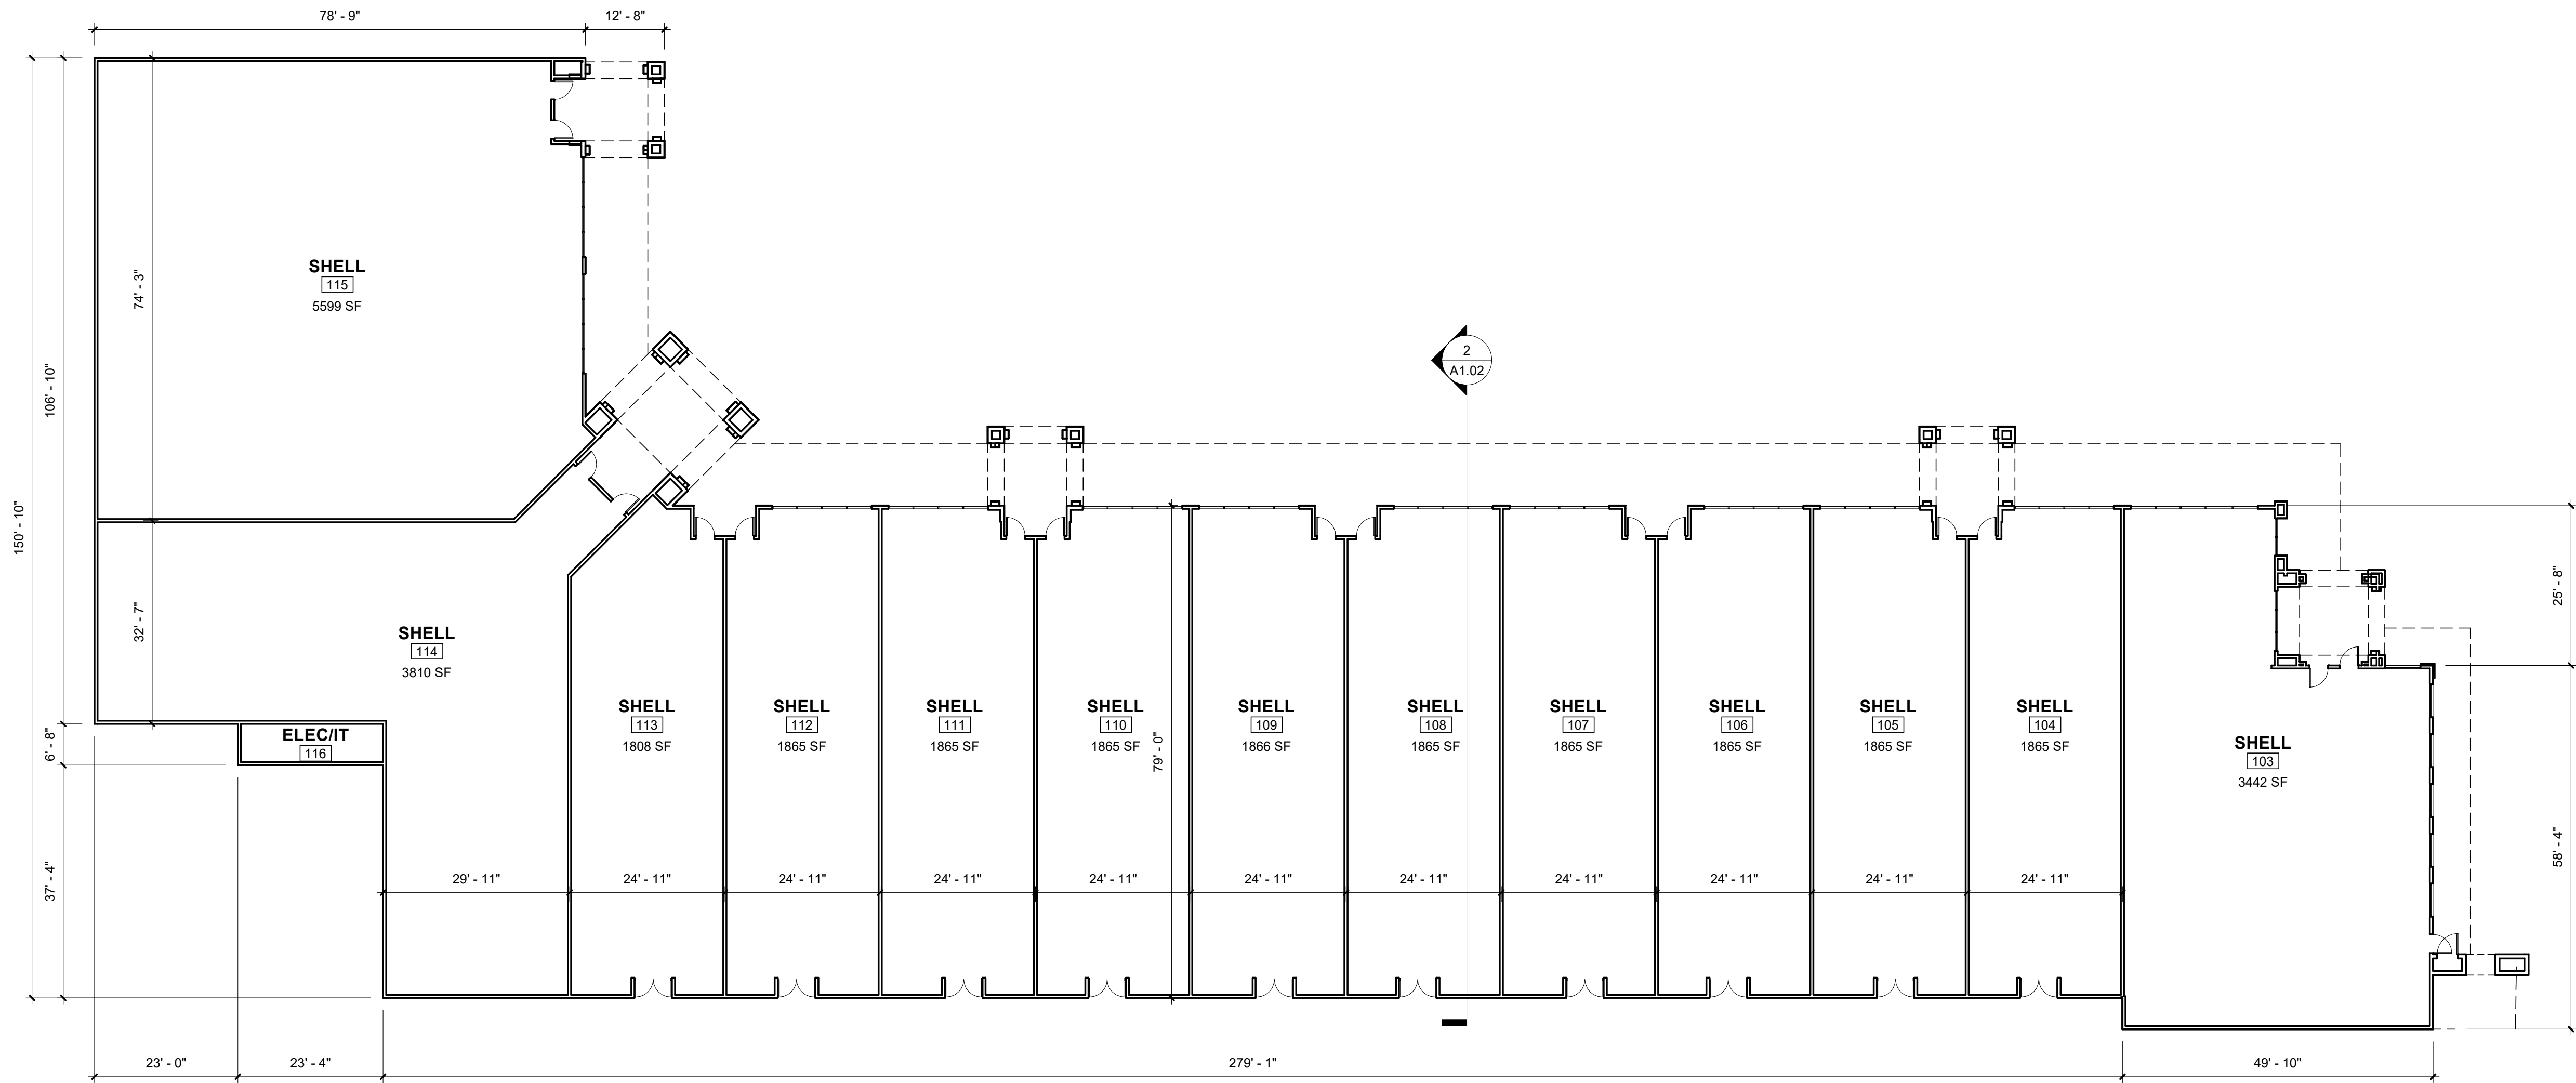 78' - 9"
12' - 8"
SHELL
115
5599 SF
74' - 3"
106' - 10"
150' - 10"
2
A1.02
32' - 7"
SHELL
114
3810 SF
25' - 8"
SHELL
113
1808 SF
SHELL
112
1865 SF
SHELL
111
1865 SF
SHELL
110
1865 SF
79' - 0"
SHELL
109
1866 SF
SHELL
108
1865 SF
SHELL
107
1865 SF
SHELL
106
1865 SF
SHELL
105
1865 SF
SHELL
104
1865 SF
SHELL
103
3442 SF
ELEC/IT
116
6' - 8"
37' - 4"
58' - 4"
29' - 11"
24' - 11"
24' - 11"
24' - 11"
24' - 11"
24' - 11"
24' - 11"
24' - 11"
24' - 11"
24' - 11"
24' - 11"
23' - 0"
23' - 4"
279' - 1"
49' - 10"